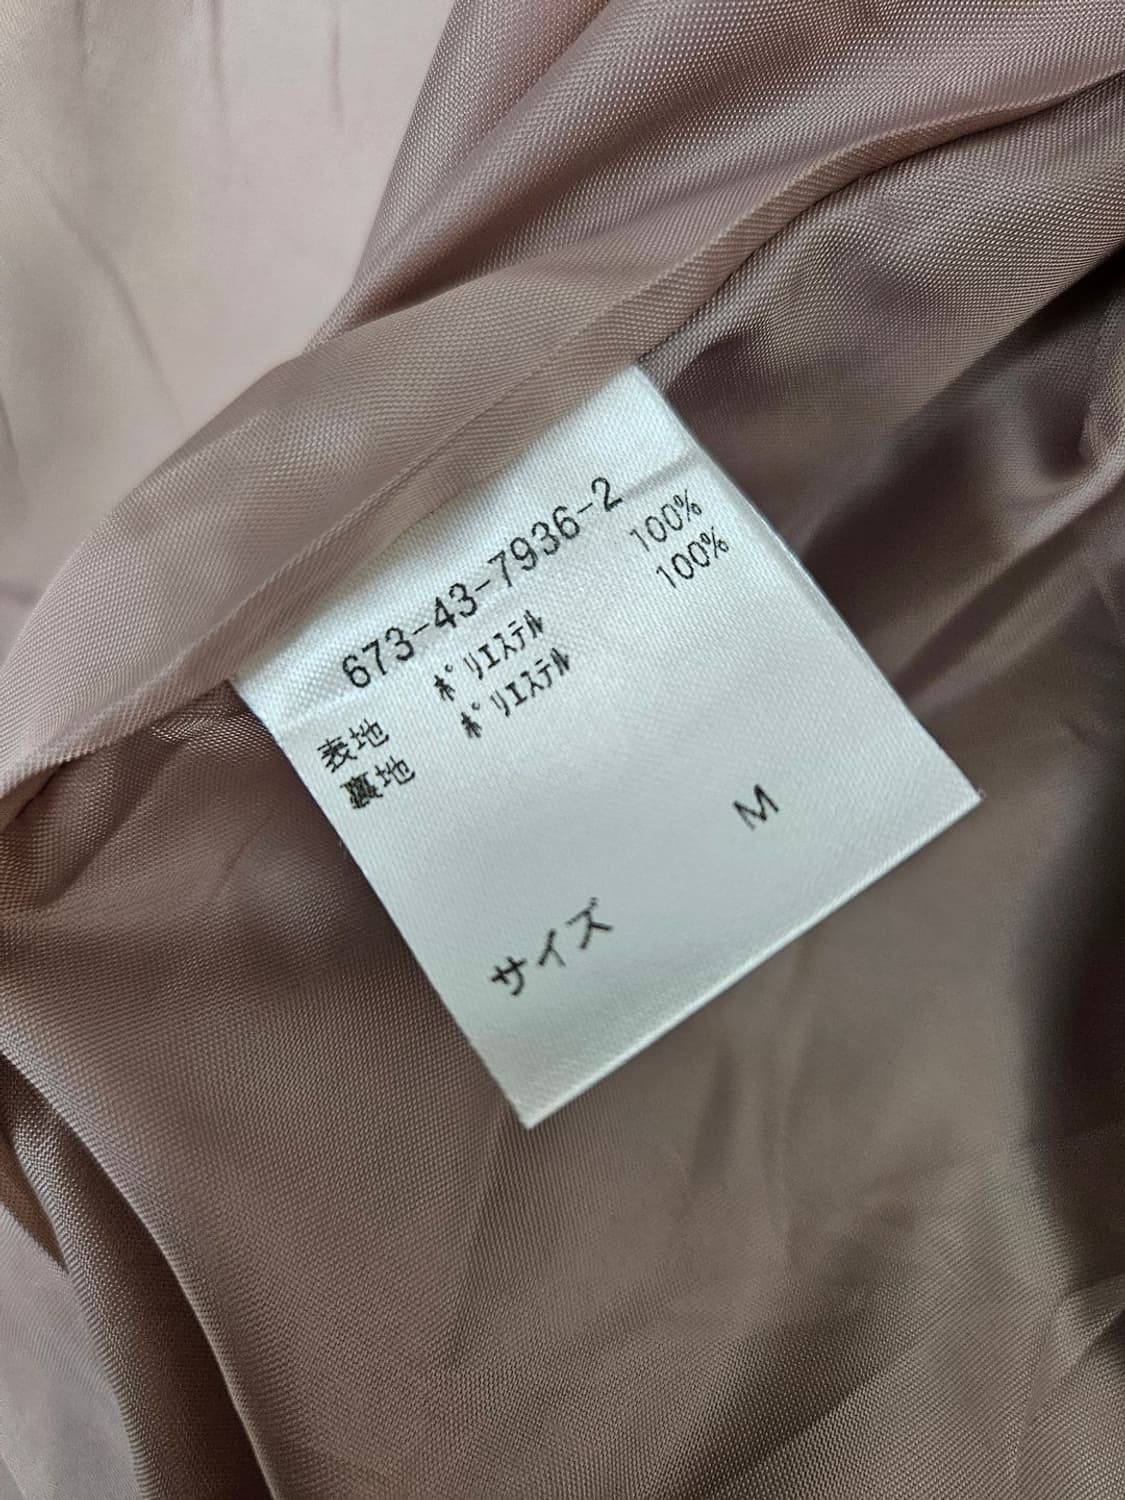 673-43-7936-2
表地 ポリエステル 100%
裏地 ポリエステル 100%
サイズ M